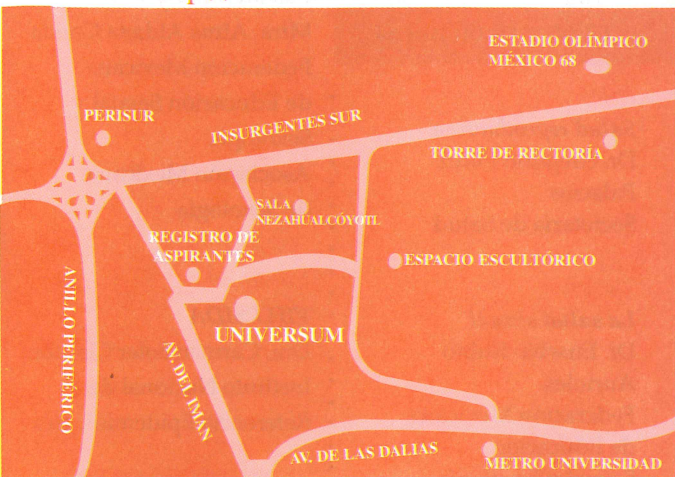 ESTADIO OLÍMPICO
MÉXICO 68
PERISUR
INSURGENTES SUR
TORRE DE RECTORÍA
SALA
NEZAHUALCÓYOTL
REGISTRO DE
ASPIRANTES
ESPACIO ESCULTÓRICO
ANILLO PERIFÉRICO
UNIVERSUM
AV. DEL IMAN
AV. DE LAS DALIAS
METRO UNIVERSIDAD